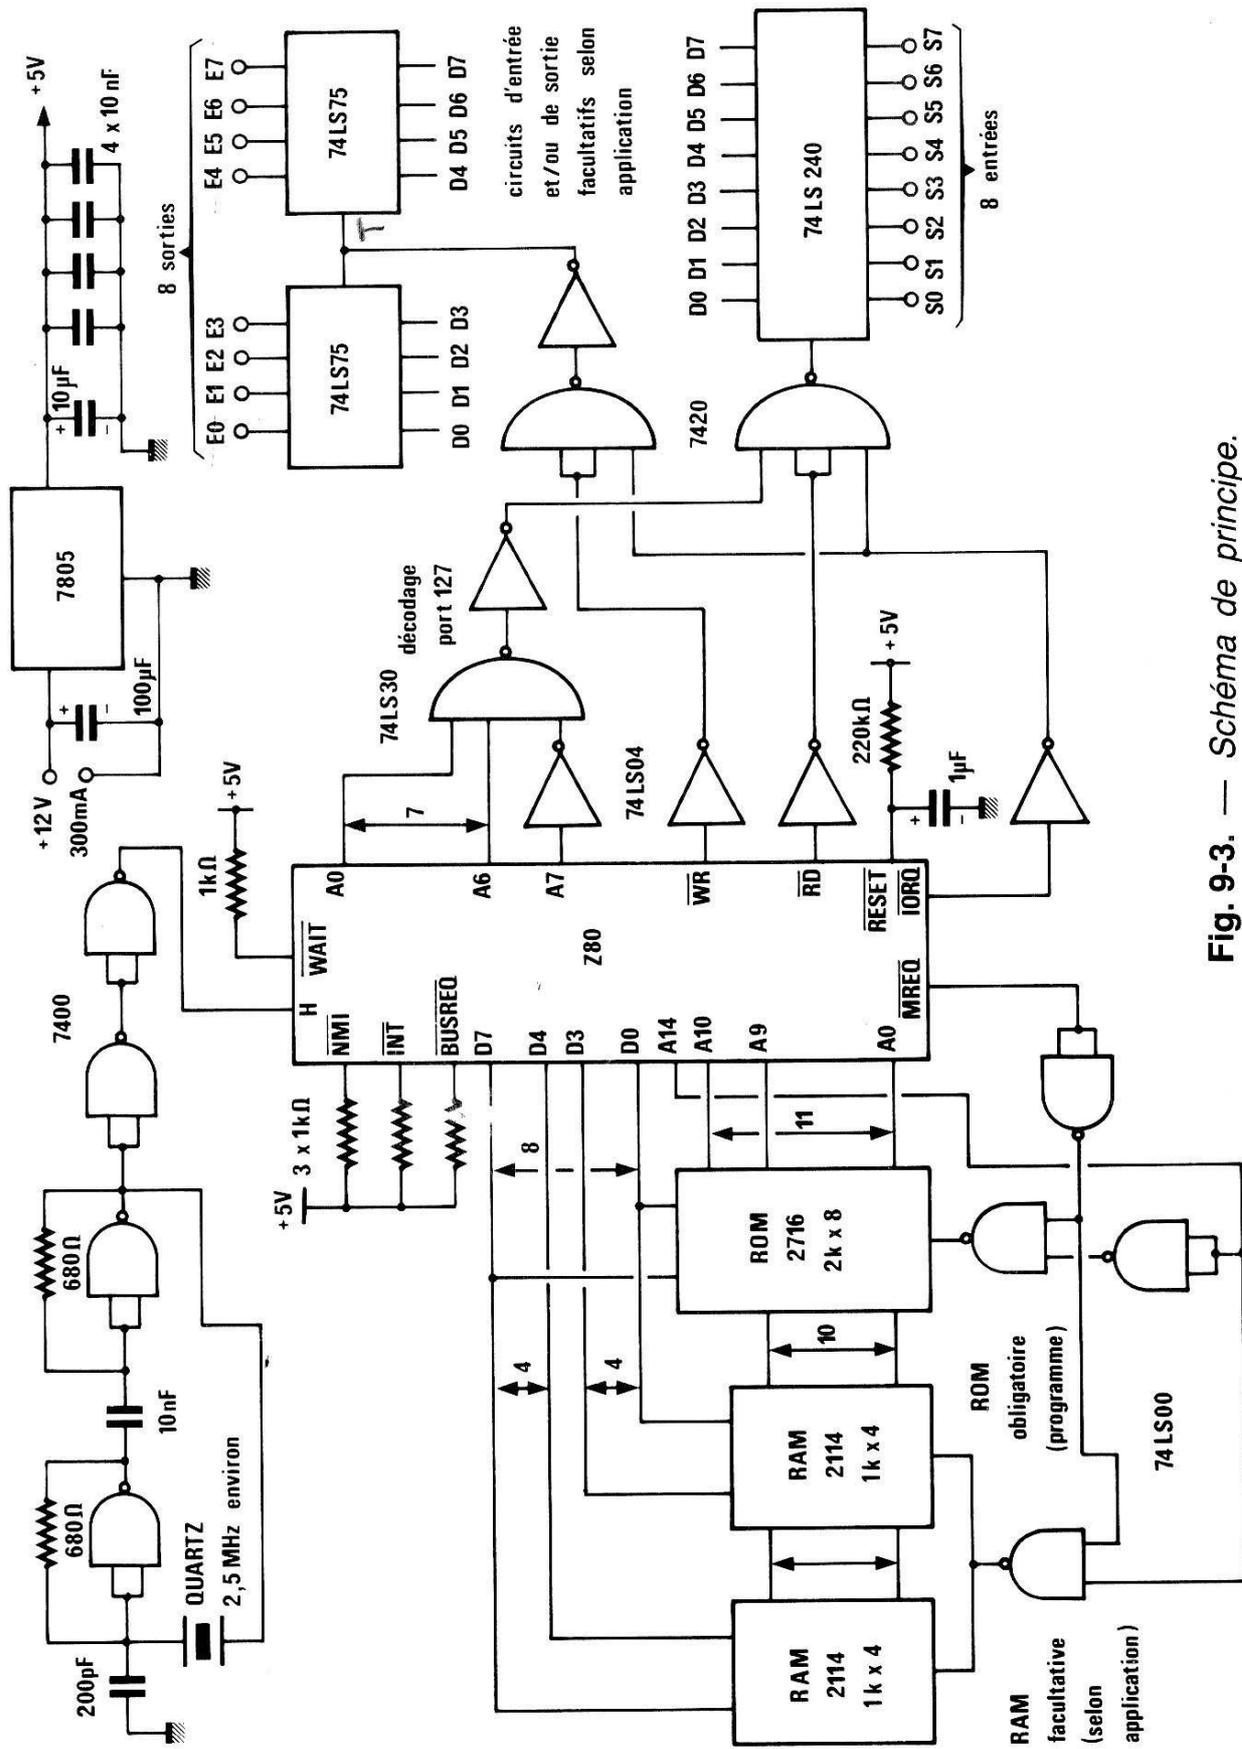 +12V
300mA
+
100µF
7805
+
10µF
+5V
4 x 10 nF
8 sorties
E0 E1 E2 E3
E4 E5 E6 E7
74LS75
74LS75
D0 D1 D2 D3
D4 D5 D6 D7
T
circuits d'entrée
et/ou de sortie
facultatifs selon
application
D0 D1 D2 D3 D4 D5 D6 D7
74 LS 240
S0 S1 S2 S3 S4 S5 S6 S7
8 entrées
7420
décodage
port 127
74LS30
74LS04
7
220kΩ
+5V
+
1µF
200pF
QUARTZ
2,5 MHz environ
680Ω
10nF
680Ω
7400
1kΩ
+5V
+5V
3 x 1kΩ
H
WAIT
NMI
INT
BUSREQ
D7
D4
D3
D0
A14
A10
A9
A0
MREQ
IORQ
RESET
RD
WR
A7
A6
A0
Z80
8
11
4
4
10
RAM
2114
1k x 4
RAM
2114
1k x 4
ROM
2716
2k x 8
RAM
facultative
(selon
application)
ROM
obligatoire
(programme)
74LS00
Fig. 9-3. — Schéma de principe.